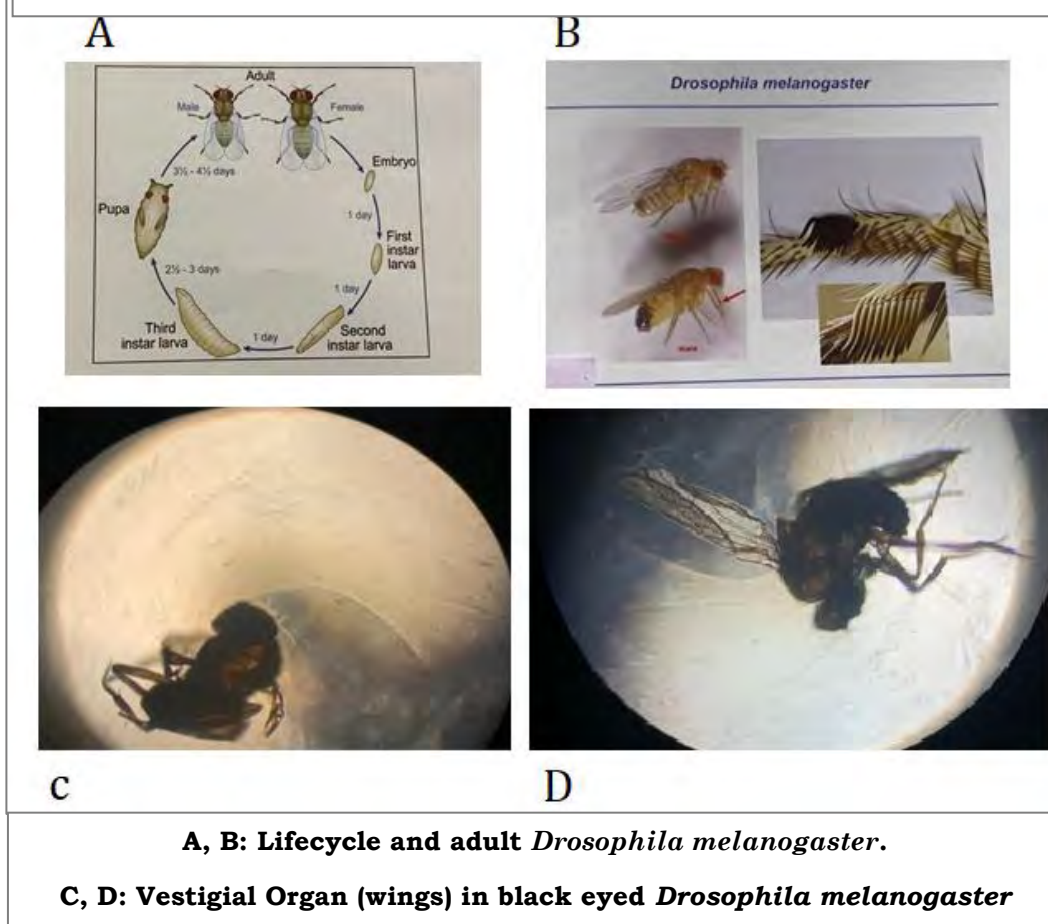 A
B
Adult
Male
Female
Embryo
1 day
First
instar
larva
1 day
Second
instar larva
1 day
Third
instar larva
2½ - 3 days
Pupa
3½ - 4½ days
Drosophila melanogaster
C
D
A, B: Lifecycle and adult Drosophila melanogaster.
C, D: Vestigial Organ (wings) in black eyed Drosophila melanogaster